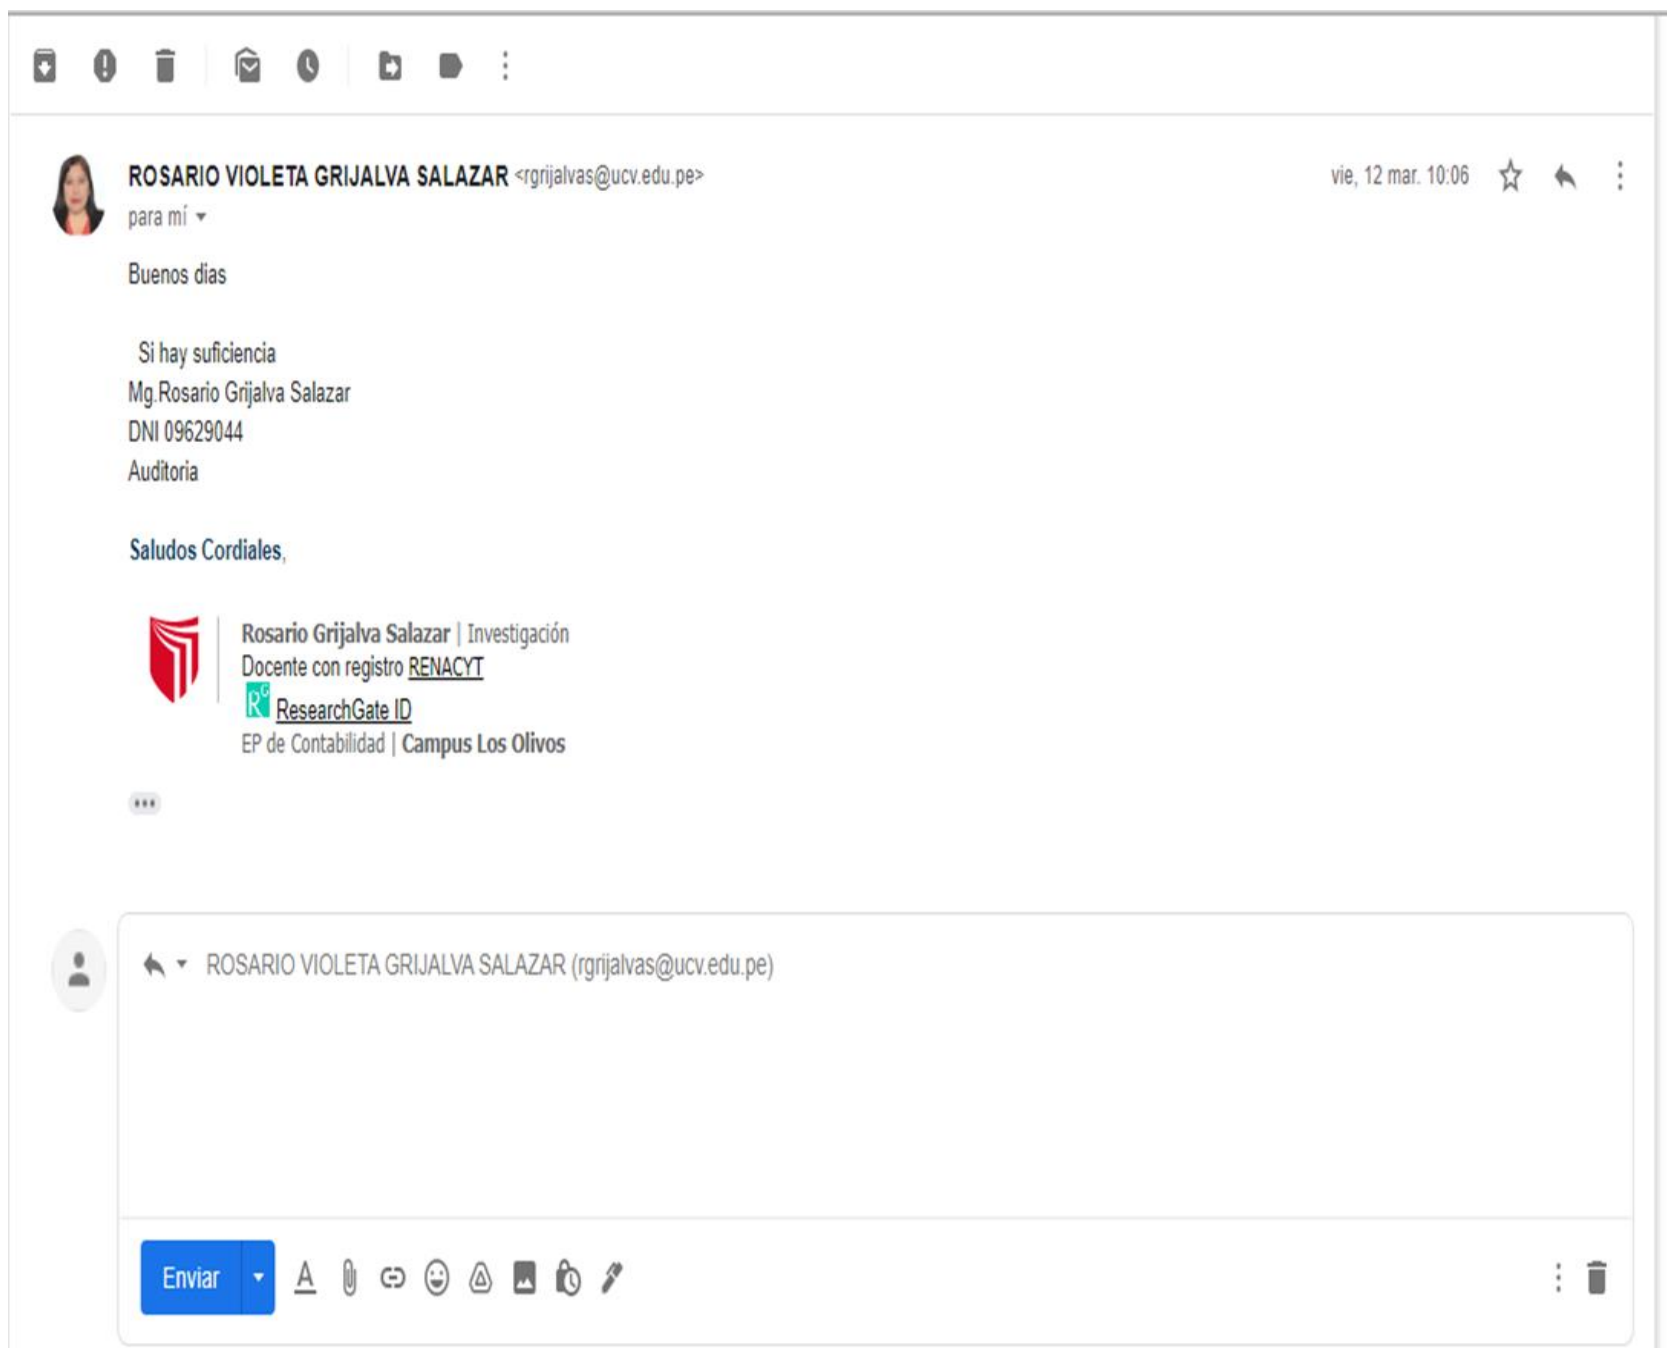 ROSARIO VIOLETA GRIJALVA SALAZAR <rgrijalvas@ucv.edu.pe>
vie, 12 mar. 10:06
para mí
Buenos dias
Si hay suficiencia
Mg.Rosario Grijalva Salazar
DNI 09629044
Auditoria
Saludos Cordiales,
Rosario Grijalva Salazar | Investigación
Docente con registro RENACYT
RG ResearchGate ID
EP de Contabilidad | Campus Los Olivos
ROSARIO VIOLETA GRIJALVA SALAZAR (rgrijalvas@ucv.edu.pe)
Enviar